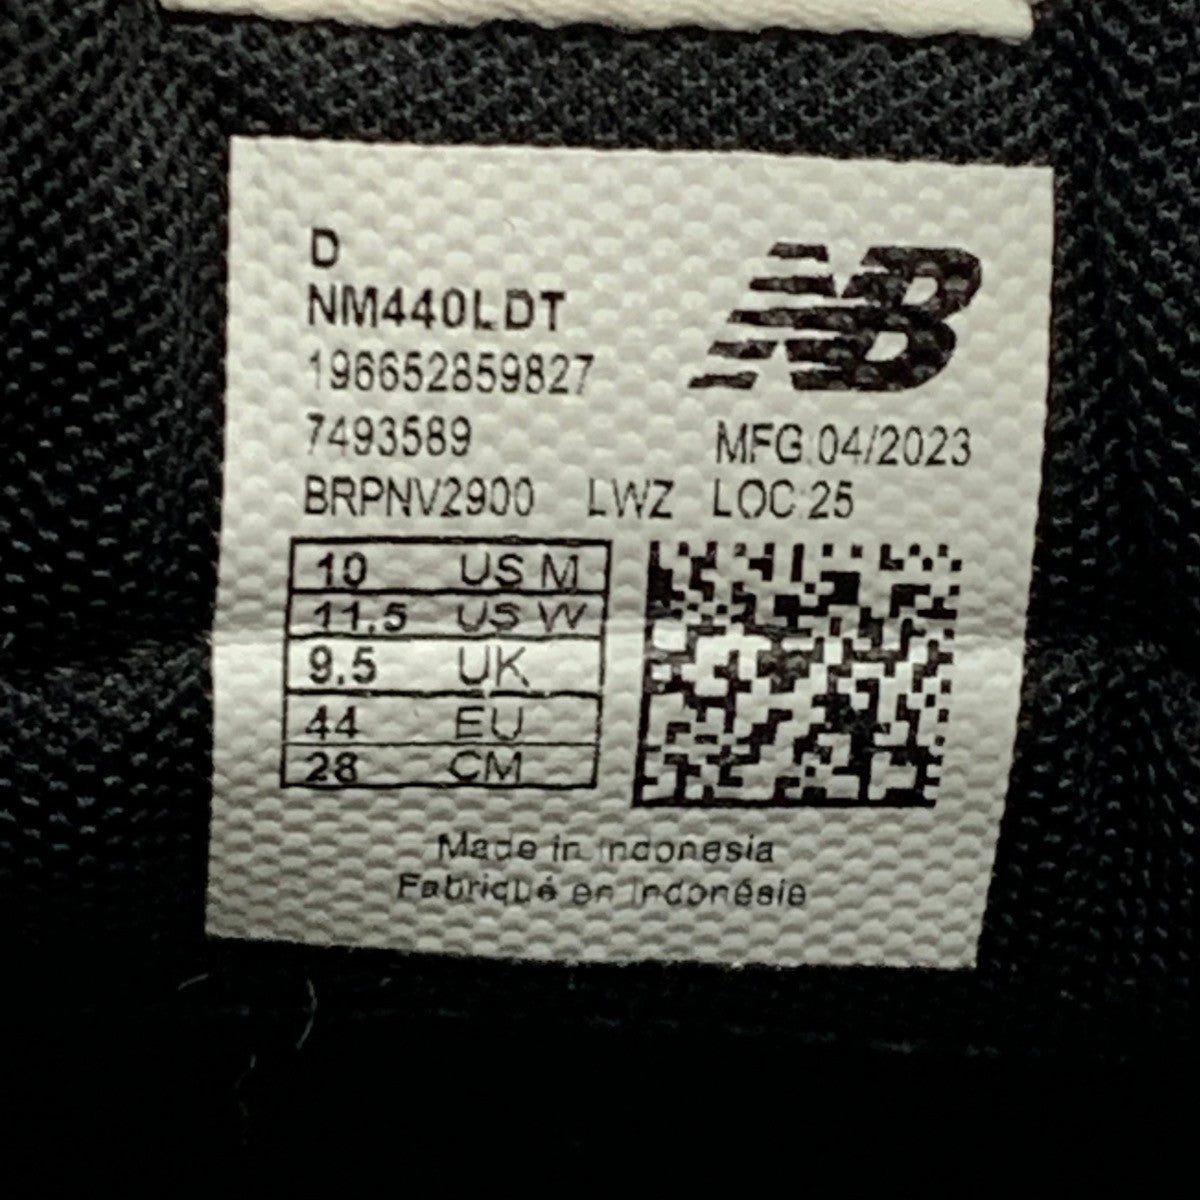 D
NM440LDT
NB
196652859827
7493589 MFG:04/2023
BRPNV2900 LWZ LOC:25
10 US M
11.5 US W
9.5 UK
44 EU
28 CM
Made in Indonesia
Fabriqué en Indonésie